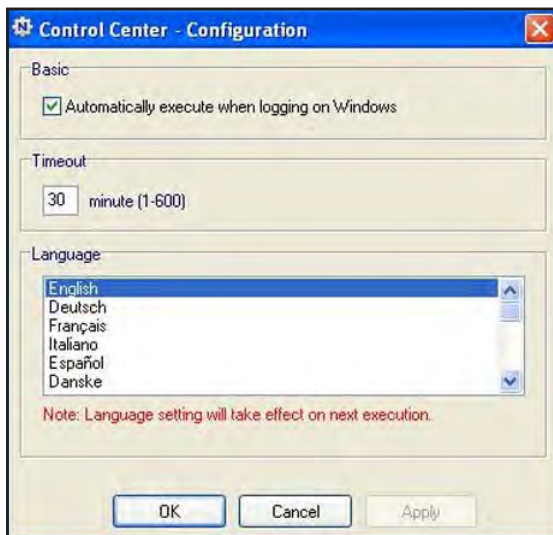 Control Center - Configuration
Basic
Automatically execute when logging on Windows
Timeout
30 minute (1-600)
Language
English
Deutsch
Français
Italiano
Español
Danske
Note: Language setting will take effect on next execution.
OK Cancel Apply